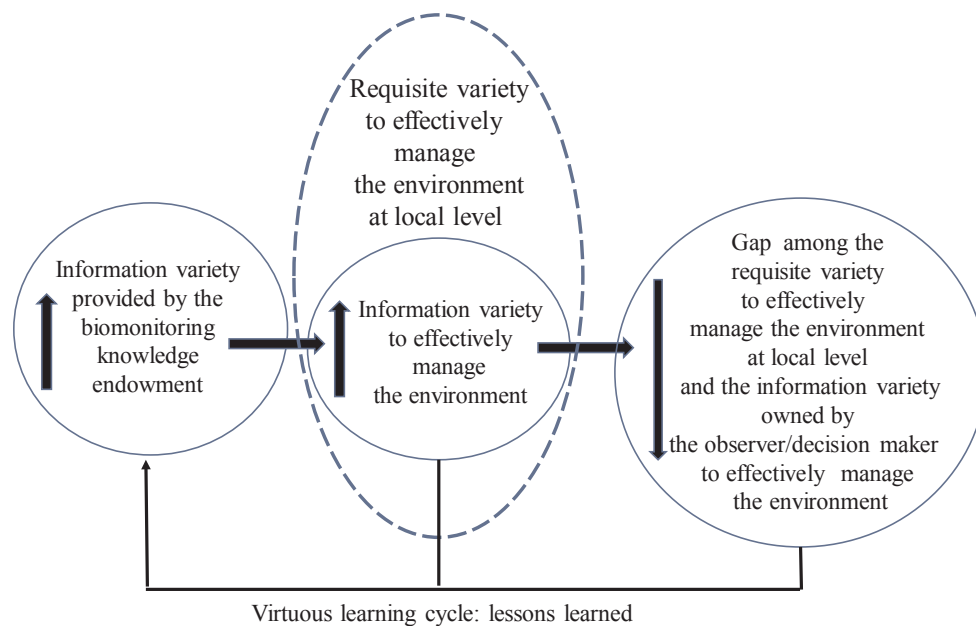 Requisite variety
to effectively
manage
the environment
at local level
Information variety
provided by the
biomonitoring
knowledge
endowment
Information variety
to effectively
manage
the environment
Gap among the
requisite variety
to effectively
manage the environment
at local level
and the information variety
owned by
the observer/decision maker
to effectively manage
the environment
Virtuous learning cycle: lessons learned